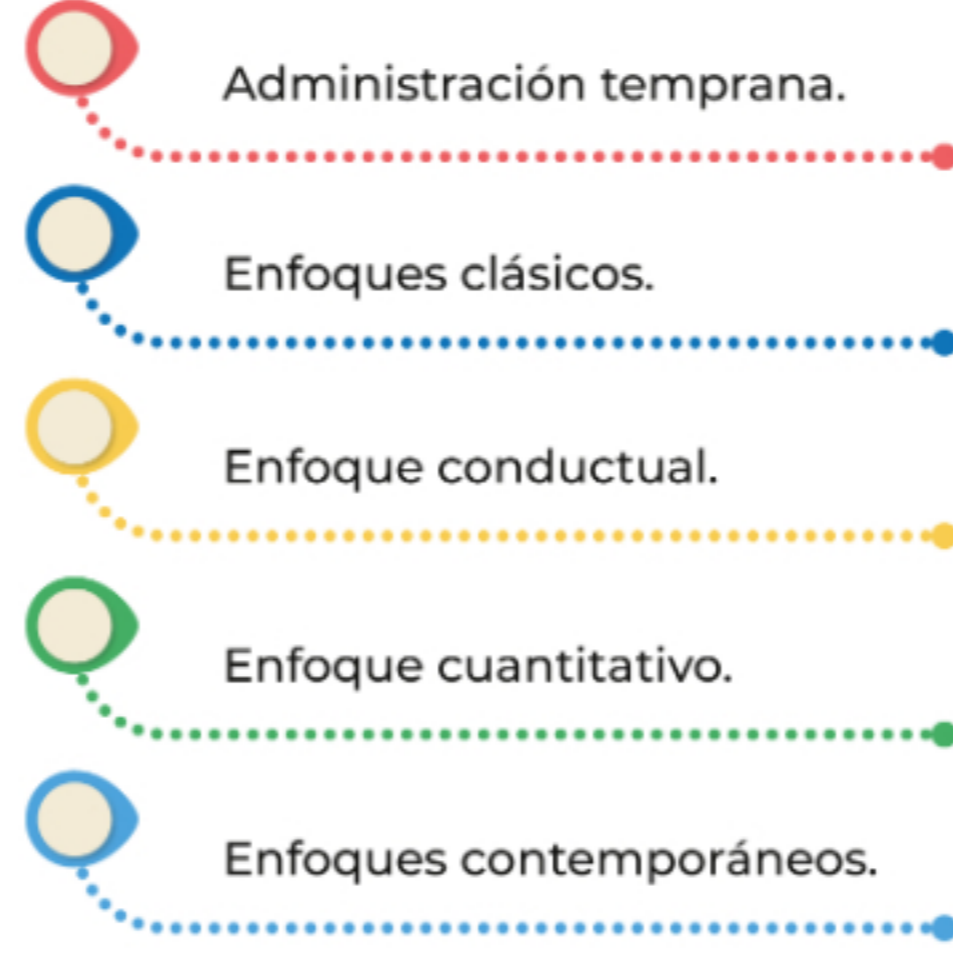 Administración temprana.
Enfoques clásicos.
Enfoque conductual.
Enfoque cuantitativo.
Enfoques contemporáneos.